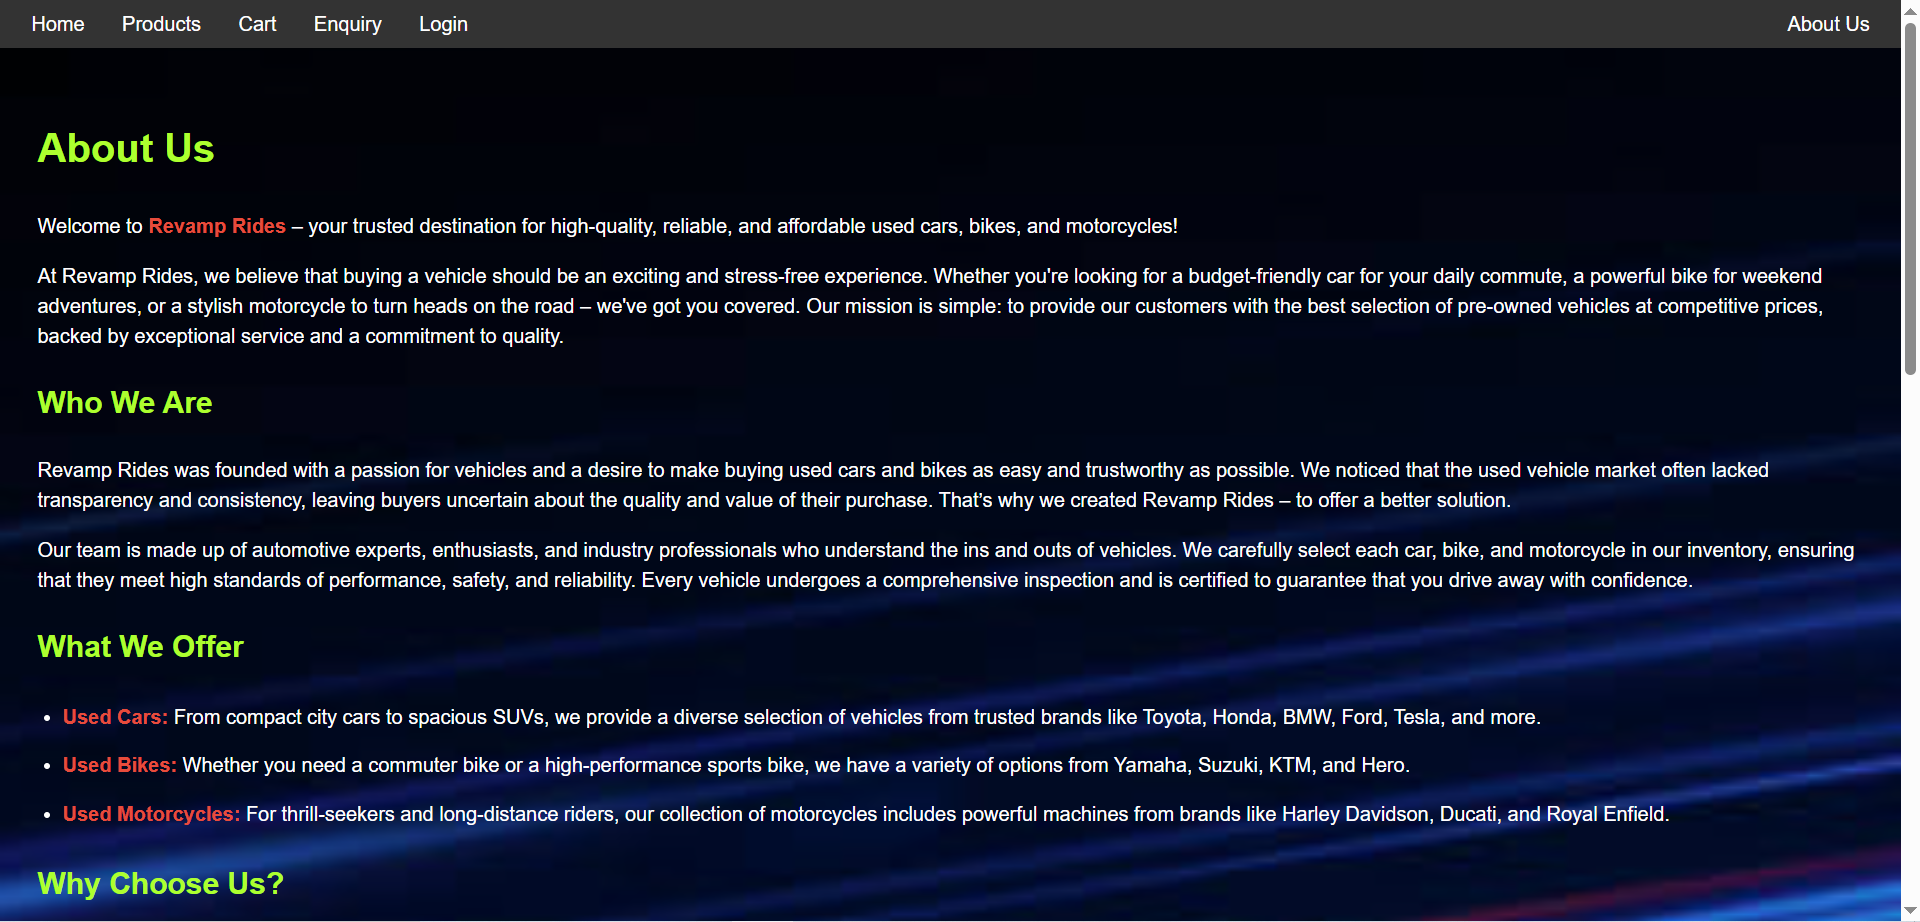 Home Products Cart Enquiry Login About Us
About Us
Welcome to Revamp Rides – your trusted destination for high-quality, reliable, and affordable used cars, bikes, and motorcycles!
At Revamp Rides, we believe that buying a vehicle should be an exciting and stress-free experience. Whether you're looking for a budget-friendly car for your daily commute, a powerful bike for weekend
adventures, or a stylish motorcycle to turn heads on the road – we've got you covered. Our mission is simple: to provide our customers with the best selection of pre-owned vehicles at competitive prices,
backed by exceptional service and a commitment to quality.
Who We Are
Revamp Rides was founded with a passion for vehicles and a desire to make buying used cars and bikes as easy and trustworthy as possible. We noticed that the used vehicle market often lacked
transparency and consistency, leaving buyers uncertain about the quality and value of their purchase. That’s why we created Revamp Rides – to offer a better solution.
Our team is made up of automotive experts, enthusiasts, and industry professionals who understand the ins and outs of vehicles. We carefully select each car, bike, and motorcycle in our inventory, ensuring
that they meet high standards of performance, safety, and reliability. Every vehicle undergoes a comprehensive inspection and is certified to guarantee that you drive away with confidence.
What We Offer
• Used Cars: From compact city cars to spacious SUVs, we provide a diverse selection of vehicles from trusted brands like Toyota, Honda, BMW, Ford, Tesla, and more.
• Used Bikes: Whether you need a commuter bike or a high-performance sports bike, we have a variety of options from Yamaha, Suzuki, KTM, and Hero.
• Used Motorcycles: For thrill-seekers and long-distance riders, our collection of motorcycles includes powerful machines from brands like Harley Davidson, Ducati, and Royal Enfield.
Why Choose Us?